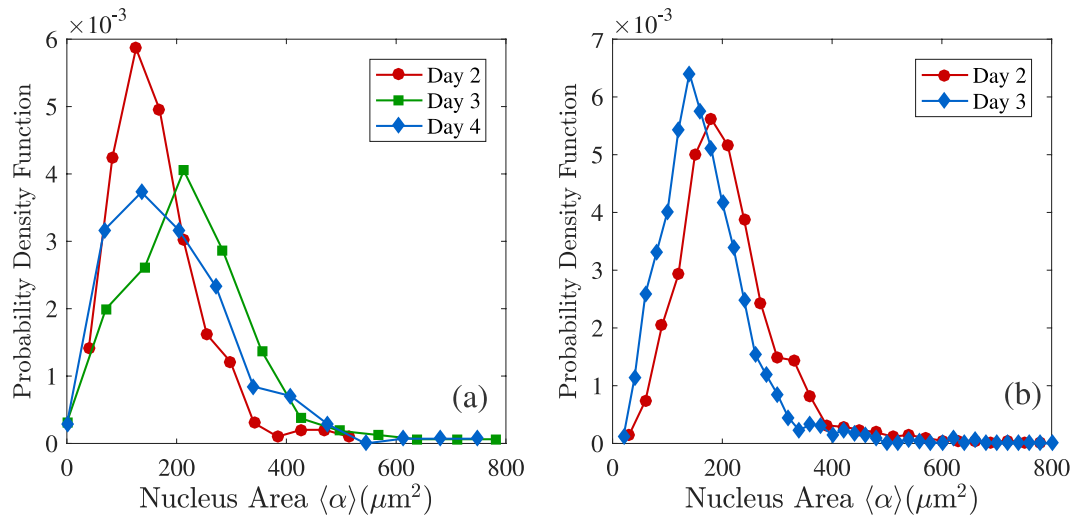 ×10⁻³
6
5
4
3
2
1
0
0 200 400 600 800
Probability Density Function
Nucleus Area ⟨α⟩(μm²)
Day 2
Day 3
Day 4
(a)
×10⁻³
7
6
5
4
3
2
1
0
0 200 400 600 800
Probability Density Function
Nucleus Area ⟨α⟩(μm²)
Day 2
Day 3
(b)